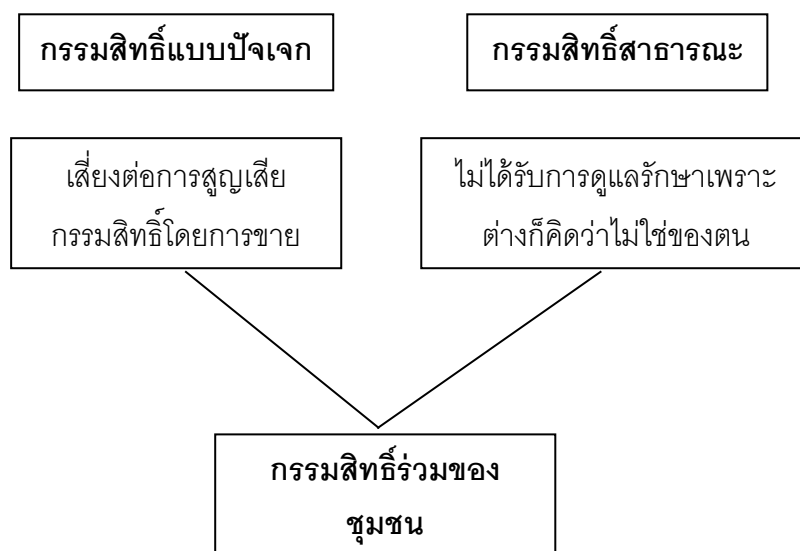 กรรมสิทธิ์แบบปัจเจก
กรรมสิทธิ์สาธารณะ
เสี่ยงต่อการสูญเสีย
กรรมสิทธิ์โดยการขาย
ไม่ได้รับการดูแลรักษาเพราะ
ต่างก็คิดว่าไม่ใช่ของตน
กรรมสิทธิ์ร่วมของ
ชุมชน